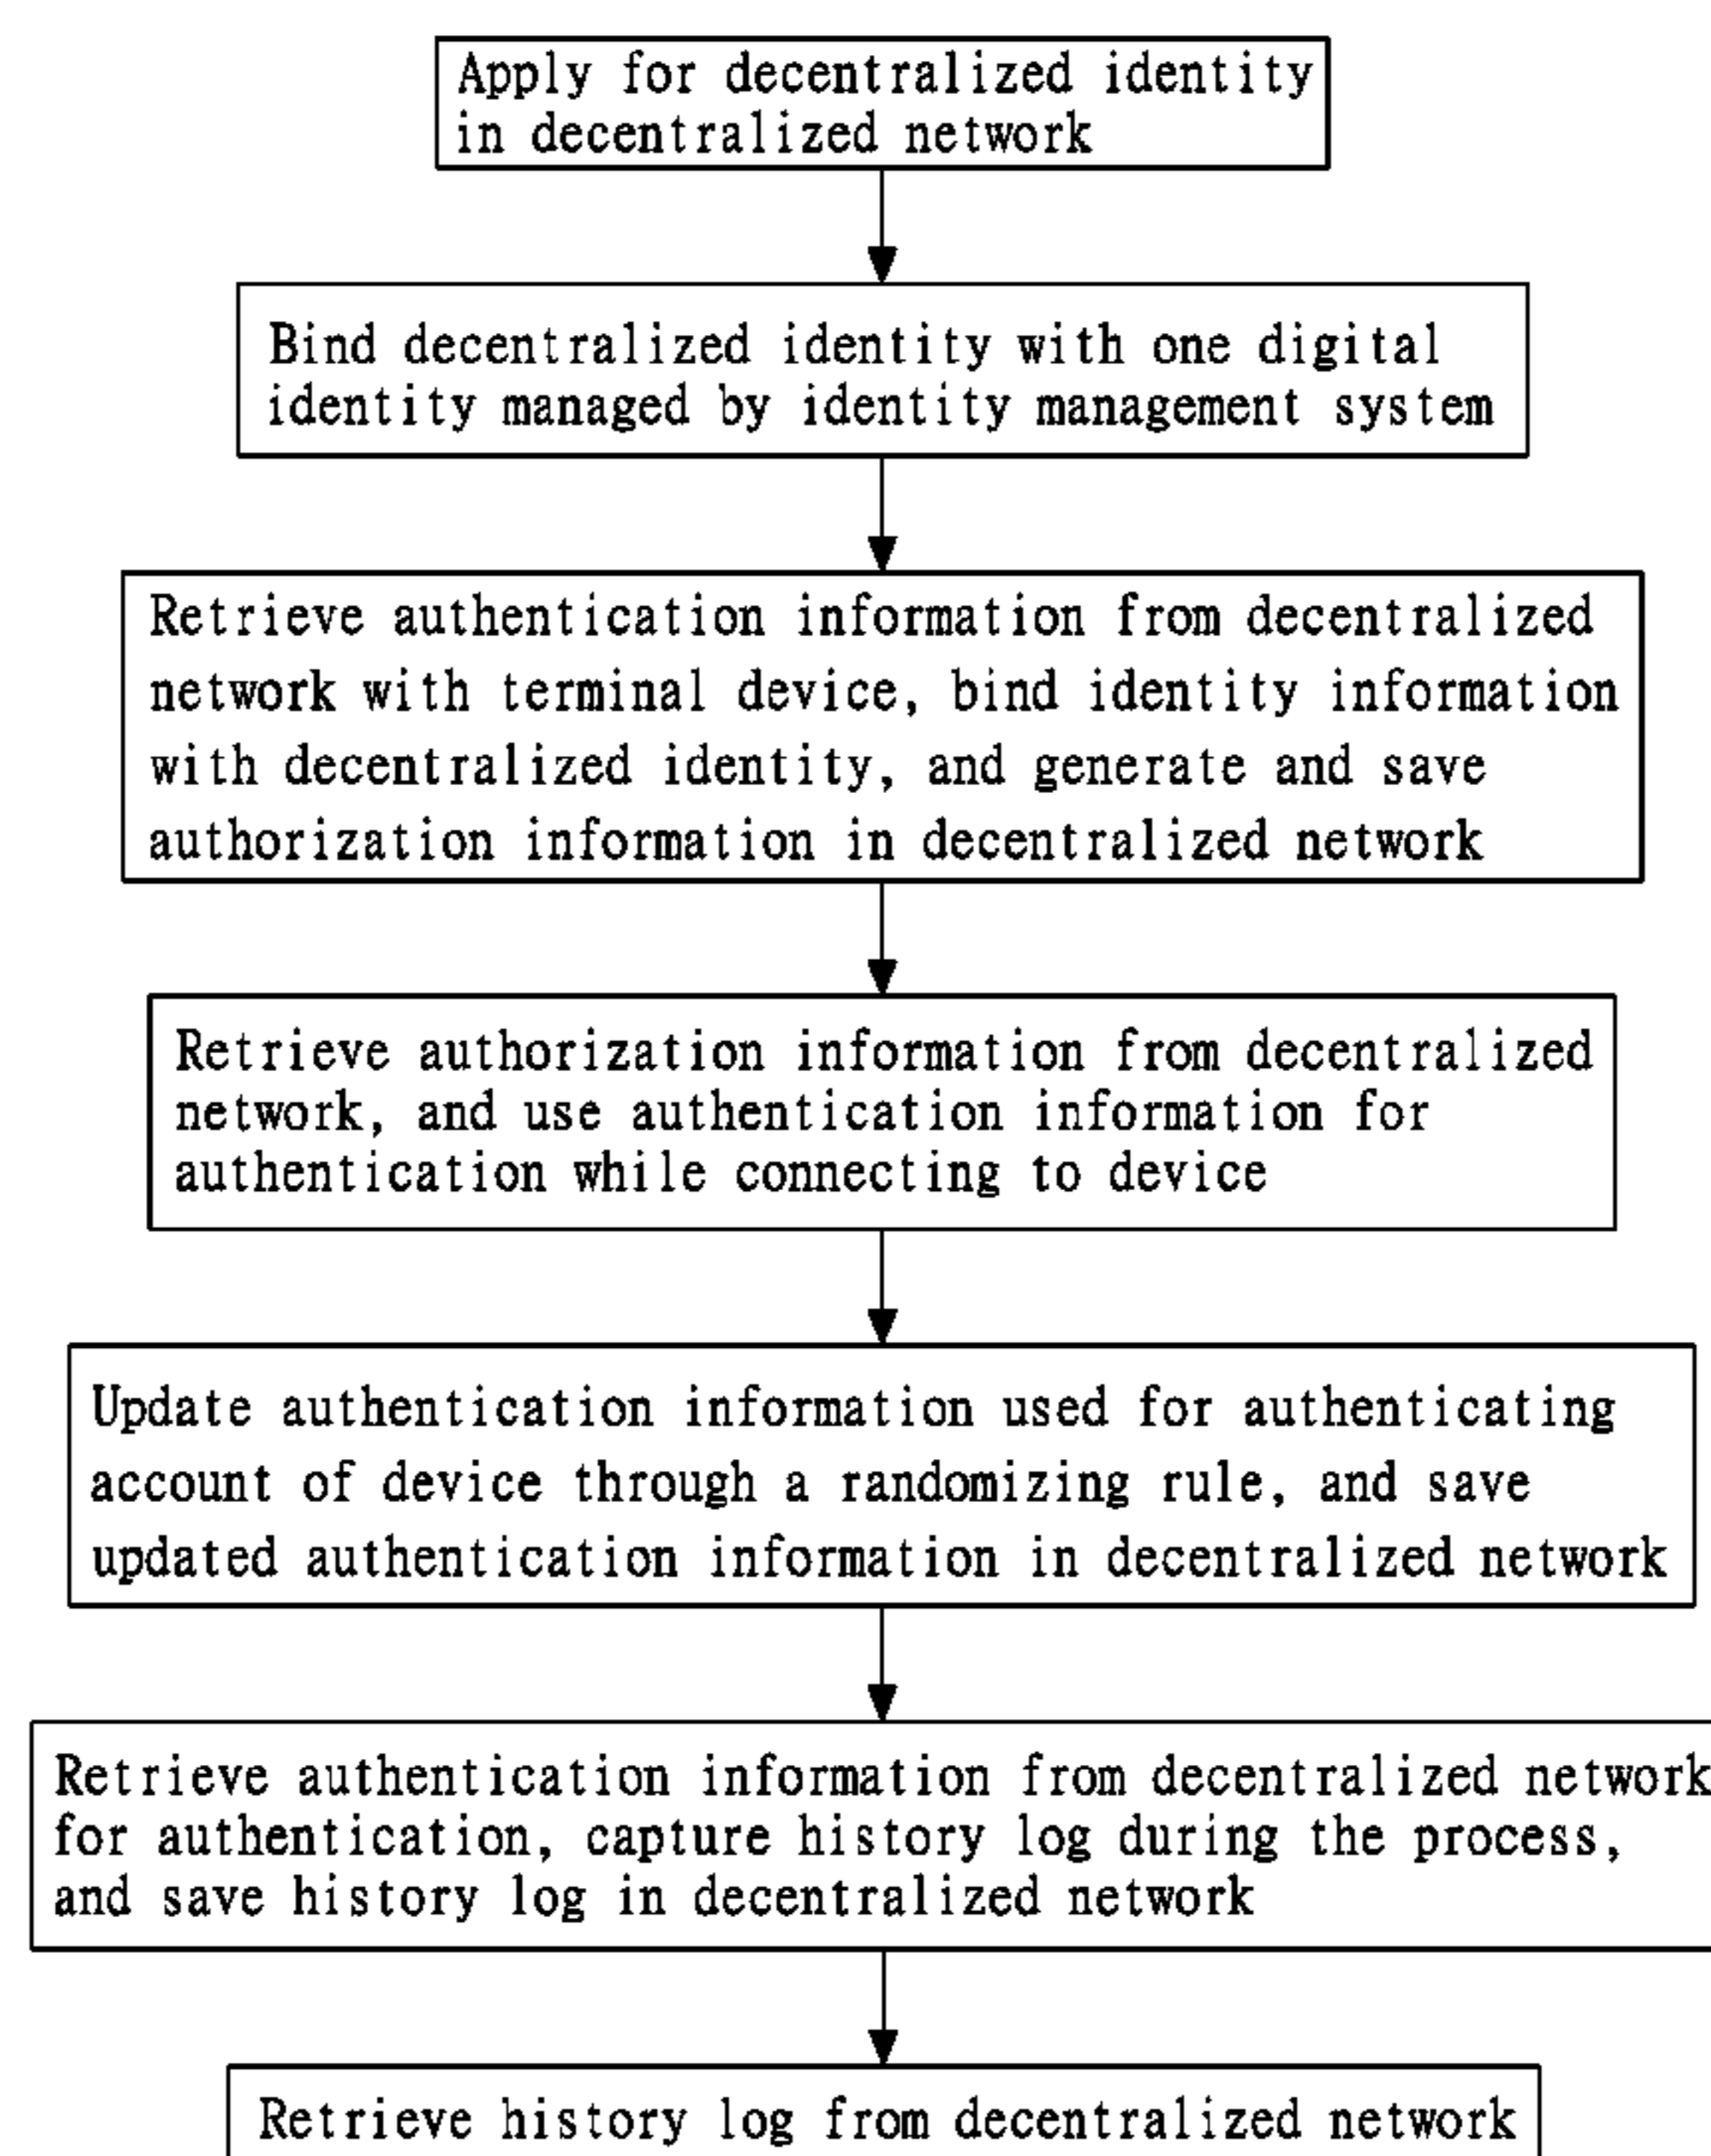 Apply for decentralized identity
in decentralized network
Bind decentralized identity with one digital
identity managed by identity management system
Retrieve authentication information from decentralized
network with terminal device, bind identity information
with decentralized identity, and generate and save
authorization information in decentralized network
Retrieve authorization information from decentralized
network, and use authentication information for
authentication while connecting to device
Update authentication information used for authenticating
account of device through a randomizing rule, and save
updated authentication information in decentralized network
Retrieve authentication information from decentralized network
for authentication, capture history log during the process,
and save history log in decentralized network
Retrieve history log from decentralized network